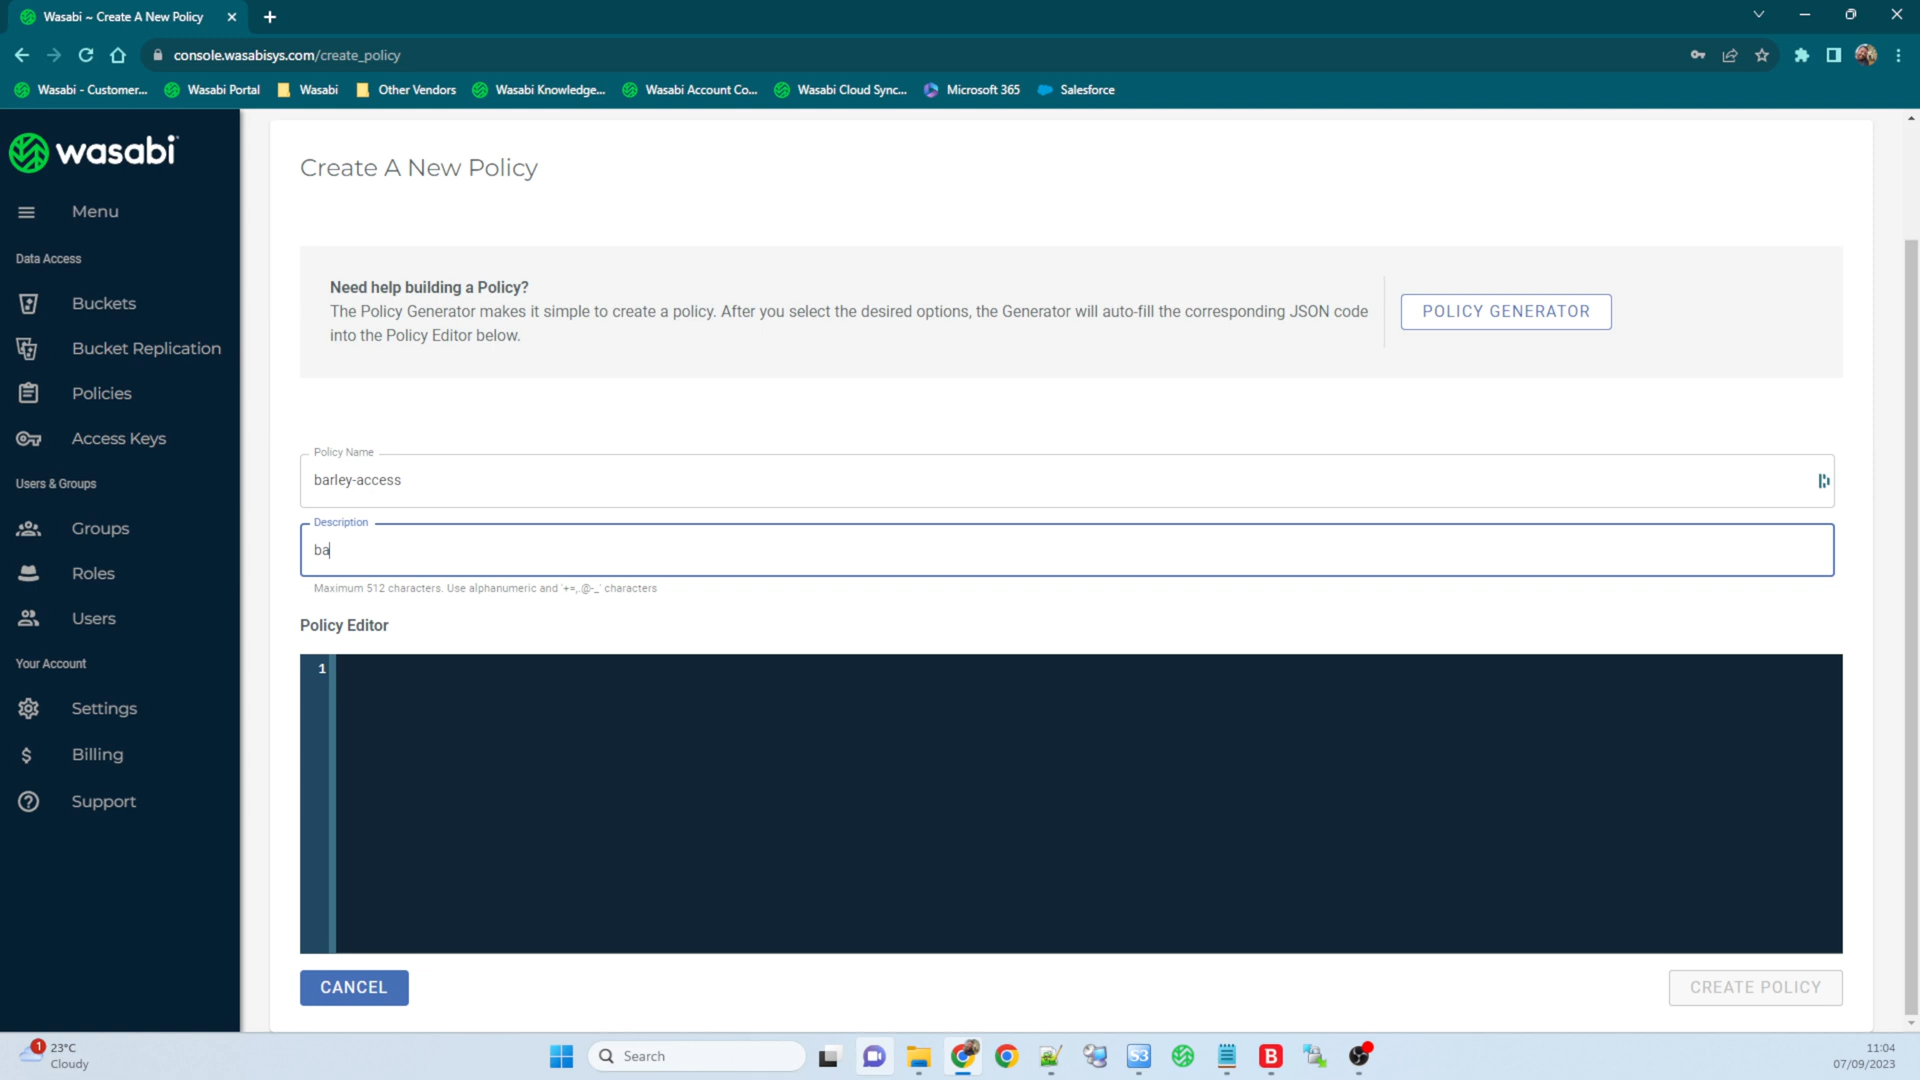 Wasabi ~ Create A New Policy
console.wasabisys.com/create_policy
Wasabi - Customer...
Wasabi Portal
Wasabi
Other Vendors
Wasabi Knowledge...
Wasabi Account Co...
Wasabi Cloud Sync...
Microsoft 365
Salesforce
wasabi
Menu
Data Access
Buckets
Bucket Replication
Policies
Access Keys
Users & Groups
Groups
Roles
Users
Your Account
Settings
Billing
Support
Create A New Policy
Need help building a Policy?
The Policy Generator makes it simple to create a policy. After you select the desired options, the Generator will auto-fill the corresponding JSON code
into the Policy Editor below.
POLICY GENERATOR
Policy Name
barley-access
Description
ba
Maximum 512 characters. Use alphanumeric and '+=,.@-_' characters
Policy Editor
1
CANCEL
CREATE POLICY
1
23°C
Cloudy
Search
S3
B
11:04
07/09/2023